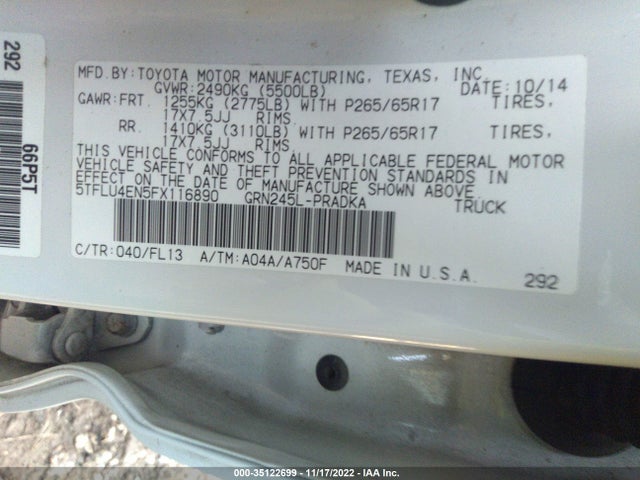 292
66P5T
MFD.BY:TOYOTA MOTOR MANUFACTURING, TEXAS, INC.
GVWR:2490KG (5500LB) DATE:10/14
GAWR:FRT. 1255KG (2775LB) WITH P265/65R17 TIRES,
17X7.5JJ RIMS
RR. 1410KG (3110LB) WITH P265/65R17 TIRES,
17X7.5JJ RIMS
THIS VEHICLE CONFORMS TO ALL APPLICABLE FEDERAL MOTOR
VEHICLE SAFETY AND THEFT PREVENTION STANDARDS IN
EFFECT ON THE DATE OF MANUFACTURE SHOWN ABOVE.
5TFLU4EN5FX116890 GRN245L-PRADKA TRUCK
C/TR:040/FL13 A/TM:A04A/A750F MADE IN U.S.A. 292
000-35122699 - 11/17/2022 - IAA Inc.